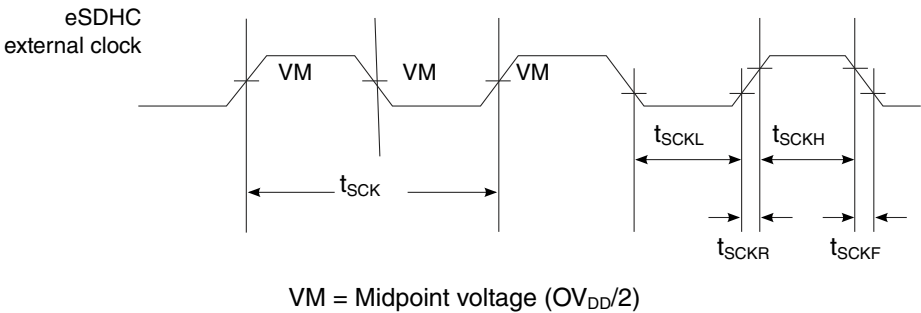 eSDHC
external clock
VM VM VM
tSCKL tSCKH
tSCK
tSCKR tSCKF
VM = Midpoint voltage (OVDD/2)